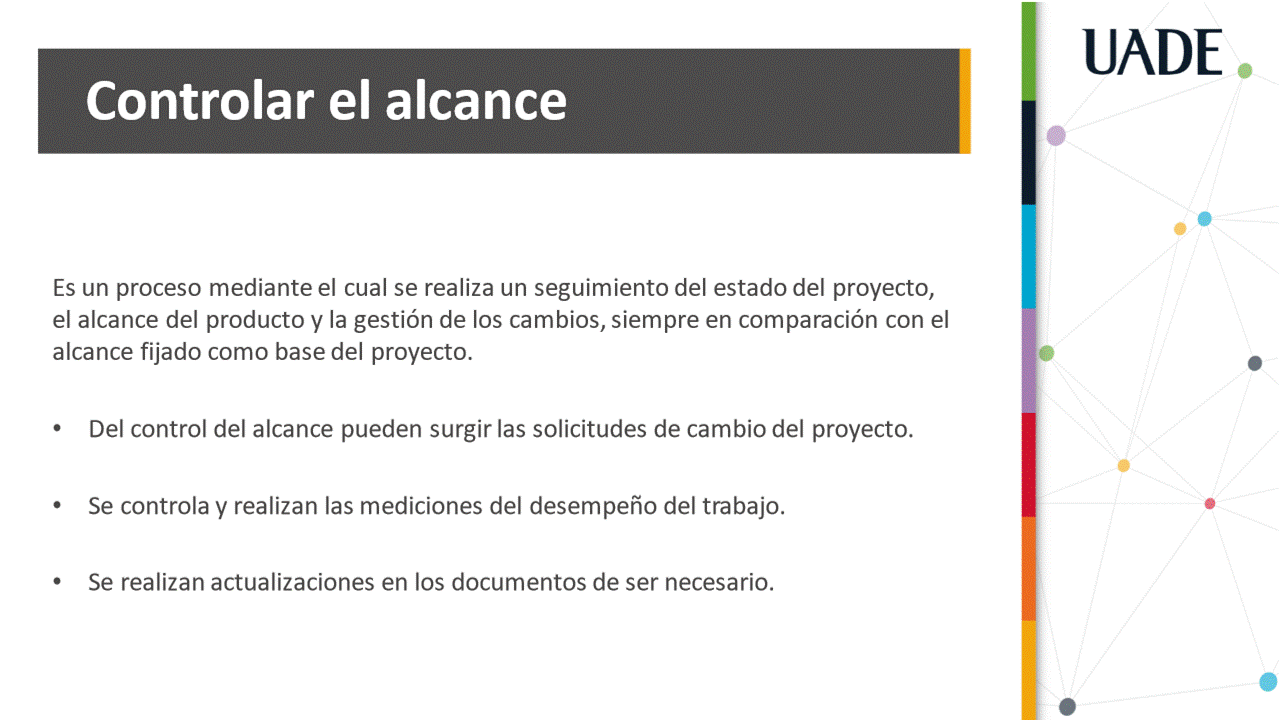 UADE
Controlar el alcance
Es un proceso mediante el cual se realiza un seguimiento del estado del proyecto,
el alcance del producto y la gestión de los cambios, siempre en comparación con el
alcance fijado como base del proyecto.
• Del control del alcance pueden surgir las solicitudes de cambio del proyecto.
• Se controla y realizan las mediciones del desempeño del trabajo.
• Se realizan actualizaciones en los documentos de ser necesario.